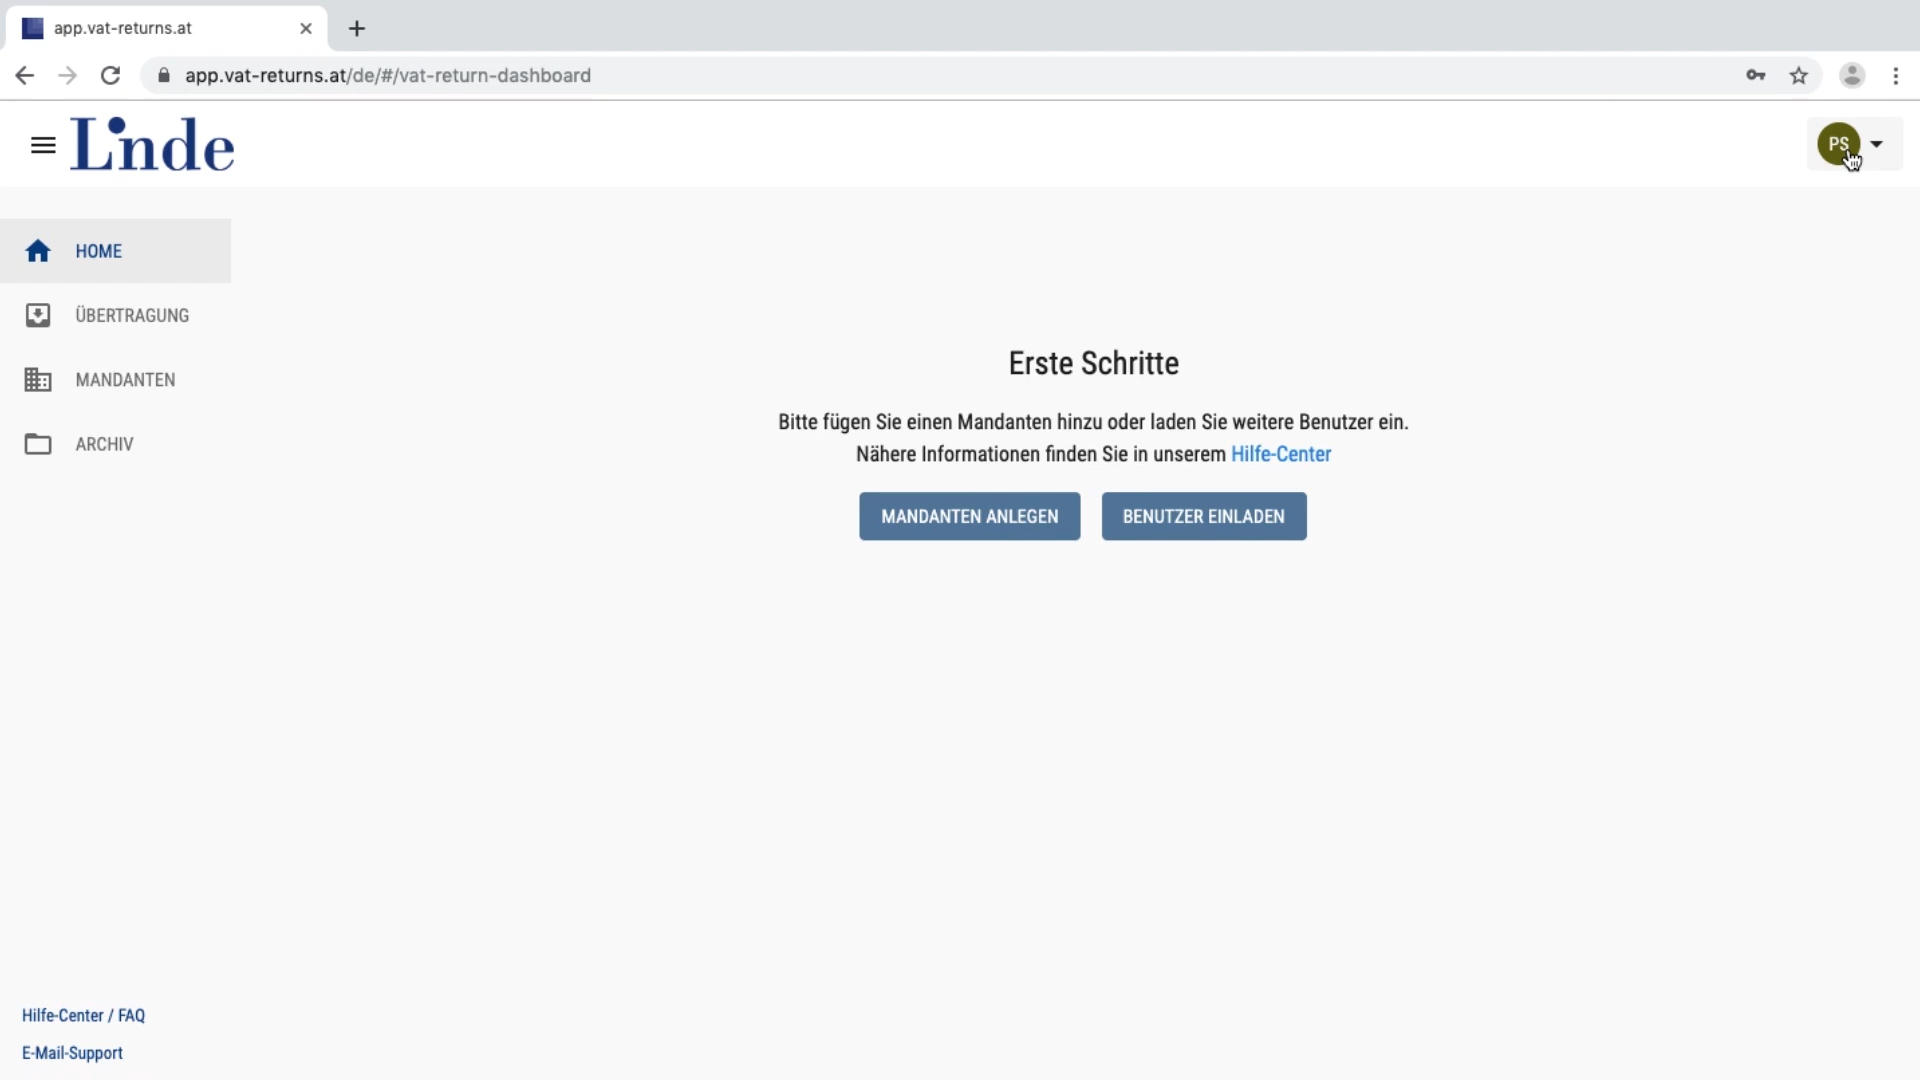 app.vat-returns.at
app.vat-returns.at/de/#/vat-return-dashboard
Linde
PS
HOME
ÜBERTRAGUNG
MANDANTEN
ARCHIV
Erste Schritte
Bitte fügen Sie einen Mandanten hinzu oder laden Sie weitere Benutzer ein.
Nähere Informationen finden Sie in unserem Hilfe-Center
MANDANTEN ANLEGEN
BENUTZER EINLADEN
Hilfe-Center / FAQ
E-Mail-Support